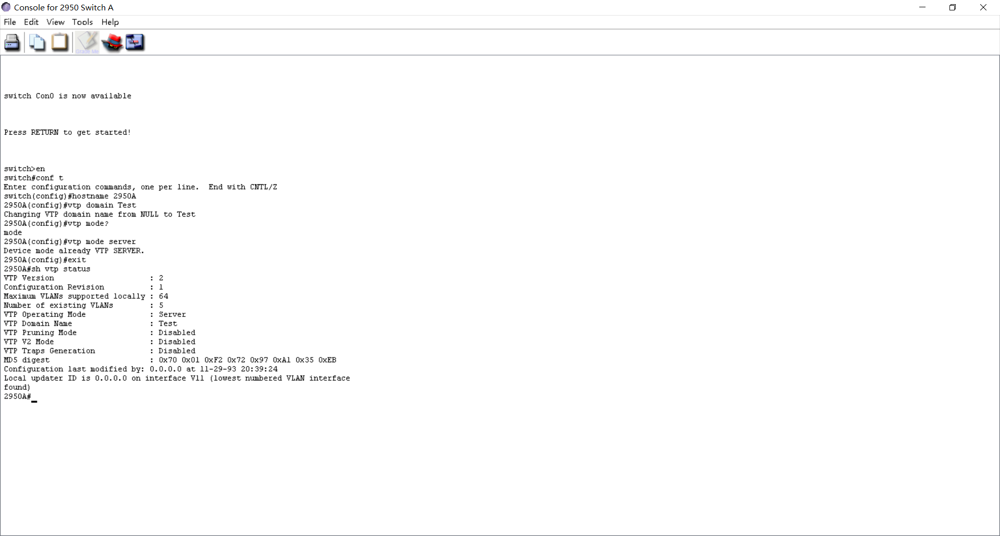 Console for 2950 Switch A
File Edit View Tools Help
Grade Me
switch Con0 is now available
Press RETURN to get started!
switch>en
switch#conf t
Enter configuration commands, one per line.  End with CNTL/Z
switch(config)#hostname 2950A
2950A(config)#vtp domain Test
Changing VTP domain name from NULL to Test
2950A(config)#vtp mode?
mode
2950A(config)#vtp mode server
Device mode already VTP SERVER.
2950A(config)#exit
2950A#sh vtp status
VTP Version                     : 2
Configuration Revision          : 1
Maximum VLANs supported locally : 64
Number of existing VLANs        : 5
VTP Operating Mode              : Server
VTP Domain Name                 : Test
VTP Pruning Mode                : Disabled
VTP V2 Mode                     : Disabled
VTP Traps Generation            : Disabled
MD5 digest                      : 0x70 0x01 0xF2 0x72 0x97 0xA1 0x35 0xEB
Configuration last modified by: 0.0.0.0 at 11-29-93 20:39:24
Local updater ID is 0.0.0.0 on interface Vl1 (lowest numbered VLAN interface
found)
2950A#